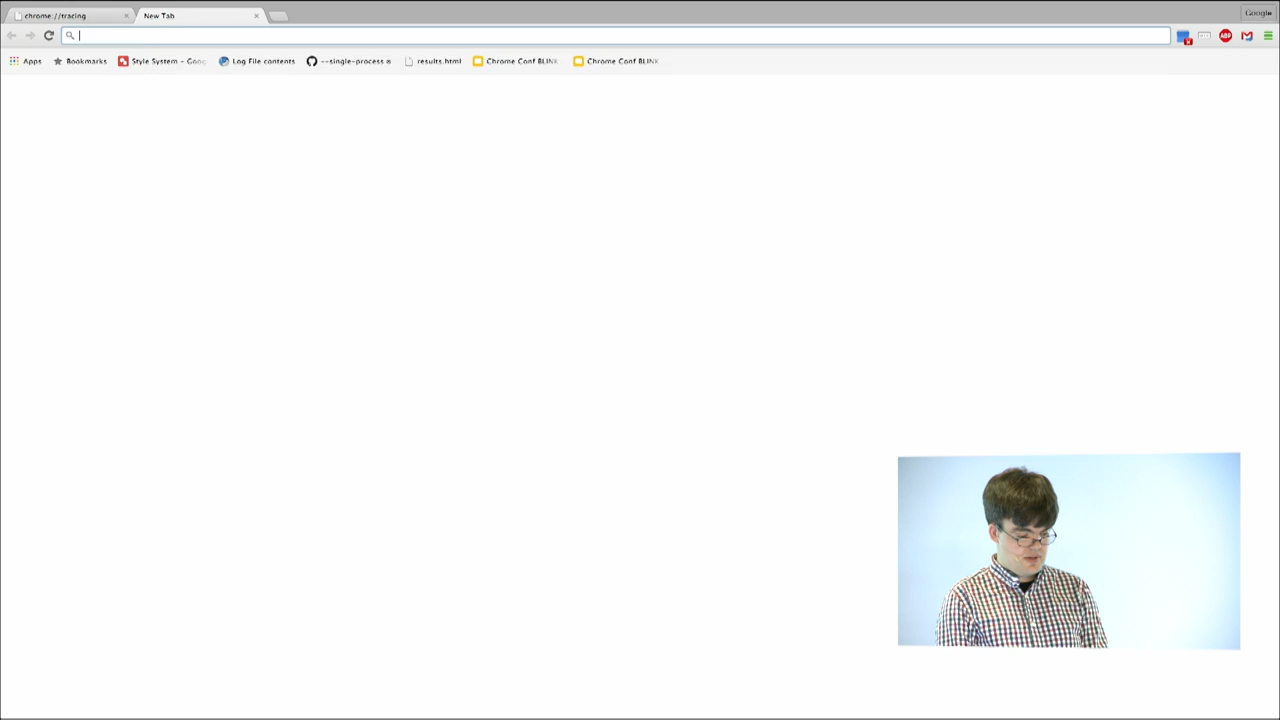 chrome://tracing
New Tab
Google
ABP
Apps
Bookmarks
Style System - Goog
Log File contents
--single-process o
results.html
Chrome Conf BLINK
Chrome Conf BLINK